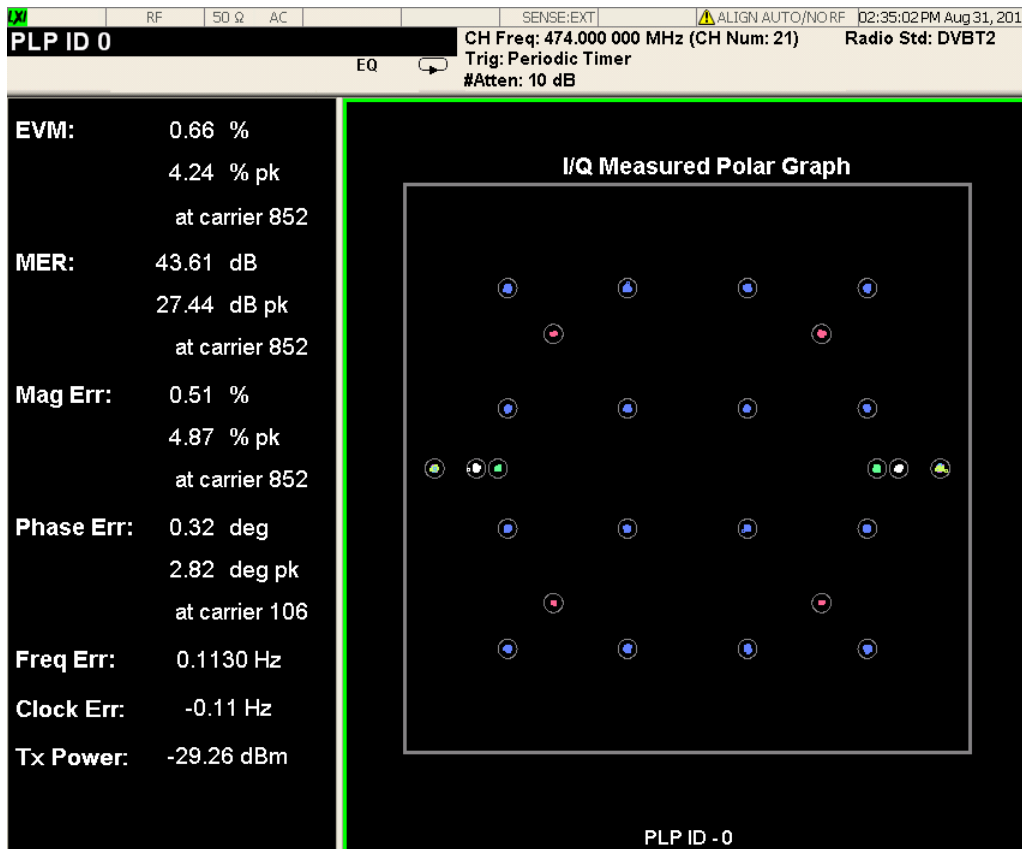 LXI RF 50 Ω AC SENSE:EXT ALIGN AUTO/NO RF 02:35:02 PM Aug 31, 201
PLP ID 0
CH Freq: 474.000 000 MHz (CH Num: 21) Radio Std: DVBT2
EQ Trig: Periodic Timer
#Atten: 10 dB
EVM: 0.66 %
4.24 % pk
at carrier 852
MER: 43.61 dB
27.44 dB pk
at carrier 852
Mag Err: 0.51 %
4.87 % pk
at carrier 852
Phase Err: 0.32 deg
2.82 deg pk
at carrier 106
Freq Err: 0.1130 Hz
Clock Err: -0.11 Hz
Tx Power: -29.26 dBm
I/Q Measured Polar Graph
PLP ID - 0